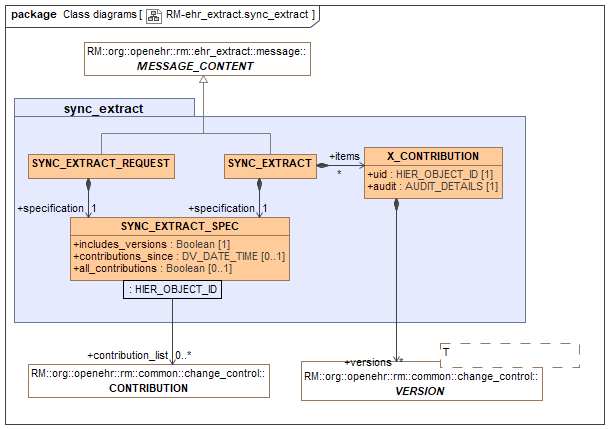 package Class diagrams [ RM-ehr_extract.sync_extract ]
RM::org::openehr::rm::ehr_extract::message::
MESSAGE_CONTENT
sync_extract
SYNC_EXTRACT_REQUEST
SYNC_EXTRACT
+items
*
X_CONTRIBUTION
+uid : HIER_OBJECT_ID [1]
+audit : AUDIT_DETAILS [1]
+specification 1
+specification 1
SYNC_EXTRACT_SPEC
+includes_versions : Boolean [1]
+contributions_since : DV_DATE_TIME [0..1]
+all_contributions : Boolean [0..1]
: HIER_OBJECT_ID
+contribution_list 0..*
+versions *
T
RM::org::openehr::rm::common::change_control::
CONTRIBUTION
RM::org::openehr::rm::common::change_control::
VERSION